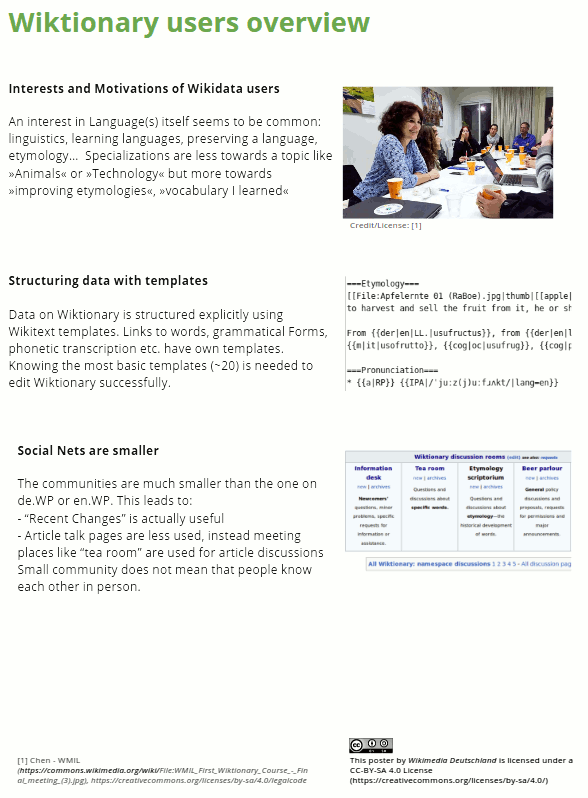 Wiktionary users overview
Interests and Motivations of Wikidata users
An interest in Language(s) itself seems to be common:
linguistics, learning languages, preserving a language,
etymology... Specializations are less towards a topic like
»Animals« or »Technology« but more towards
»improving etymologies«, »vocabulary I learned«
Credit/License: [1]
Structuring data with templates
Data on Wiktionary is structured explicitly using
Wikitext templates. Links to words, grammatical Forms,
phonetic transcription etc. have own templates.
Knowing the most basic templates (~20) is needed to
edit Wiktionary successfully.
===Etymology===
[[File:Apfelernte 01 (RaBoe).jpg|thumb|[[apple]
to harvest and sell the fruit from it, he or sh
From {{der|en|LL.|usufructus}}, from {{der|en|l
{{m|it|usofrutto}}, {{cog|oc|usufrug}}, {{cog|p
===Pronunciation===
* {{a|RP}} {{IPA|/ˈjuːz(j)uːfɹʌkt/|lang=en}}
Social Nets are smaller
The communities are much smaller than the one on
de.WP or en.WP. This leads to:
- “Recent Changes” is actually useful
- Article talk pages are less used, instead meeting
places like “tea room” are used for article discussions
Small community does not mean that people know
each other in person.
Wiktionary discussion rooms (edit) see also: requests
Information desk
new | archives
Newcomers' questions, minor problems, specific requests for information or assistance.
Tea room
new | archives
Questions and discussions about specific words.
Etymology scriptorium
new | archives
Questions and discussions about etymology—the historical development of words.
Beer parlour
new | archives
General policy discussions and proposals, requests for permissions and major announcements.
All Wiktionary: namespace discussions 1 2 3 4 5 - All discussion pag
[1] Chen - WMIL
(https://commons.wikimedia.org/wiki/File:WMIL_First_Wiktionary_Course_-_Fin
al_meeting_(3).jpg), https://creativecommons.org/licenses/by-sa/4.0/legalcode
This poster by Wikimedia Deutschland is licensed under a
CC-BY-SA 4.0 License
(https://creativecommons.org/licenses/by-sa/4.0/)